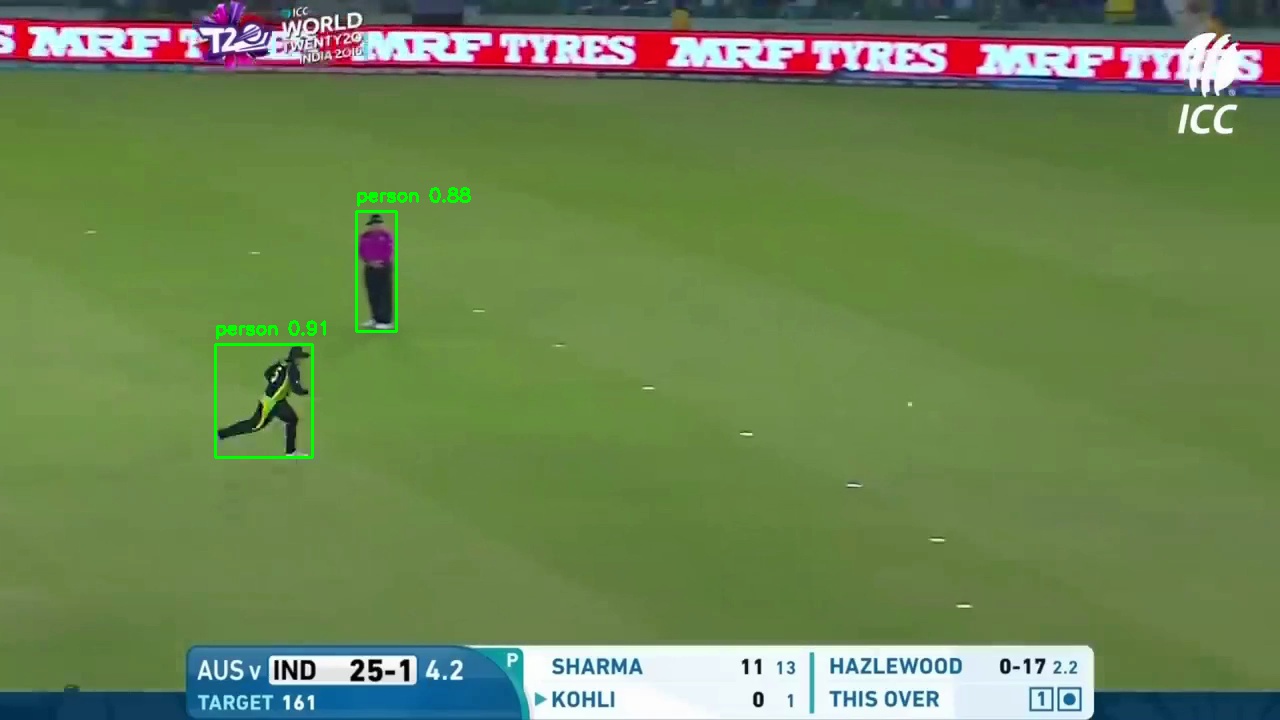 S MRF T
MRF TYRES MRF TYRES MRF TYRES
T20
ICC
WORLD
TWENTY20
INDIA 2016
ICC
person 0.88
person 0.91
5
P
AUS v IND 25-1 4.2
TARGET 161
SHARMA 11 13
KOHLI 0 1
HAZLEWOOD 0-17 2.2
THIS OVER 1